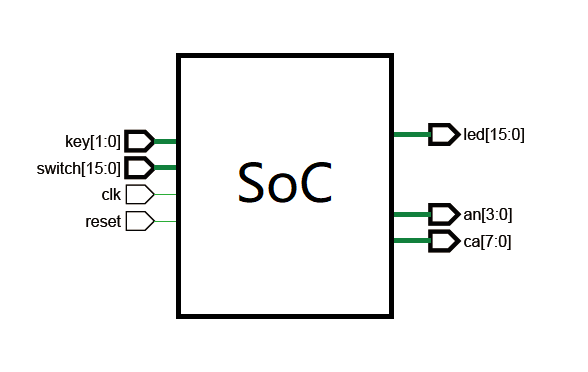 key[1:0]
switch[15:0]
clk
reset
SoC
led[15:0]
an[3:0]
ca[7:0]